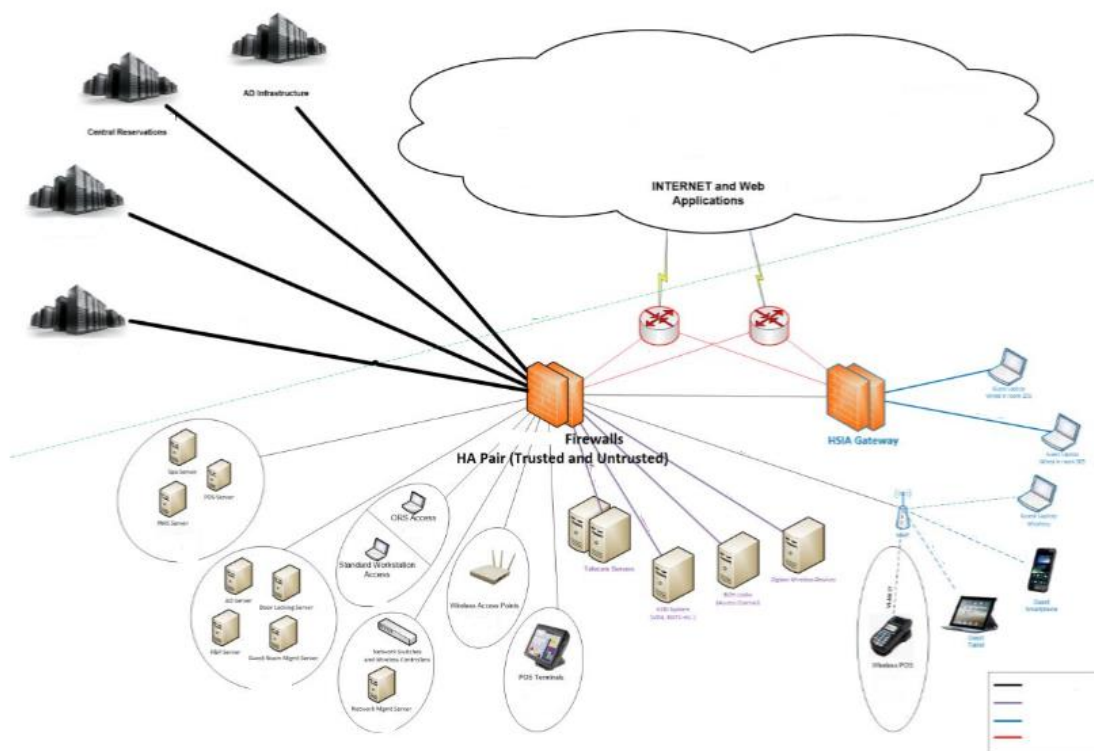 AD Infrastructure
Central Reservations
INTERNET and Web
Applications
Firewalls
HA Pair (Trusted and Untrusted)
HSIA Gateway
Spa Server
POS Server
PMS Server
ORS Access
Standard Workstation
Access
Wireless Access Points
Telecom Servers
AD Server
Door Locking Server
Guest Room Mgmt Server
Network Switches
and Wireless Controllers
Network Mgmt Server
POS Terminals
Wireless POS
Guest
Smartphone
Guest
Tablet